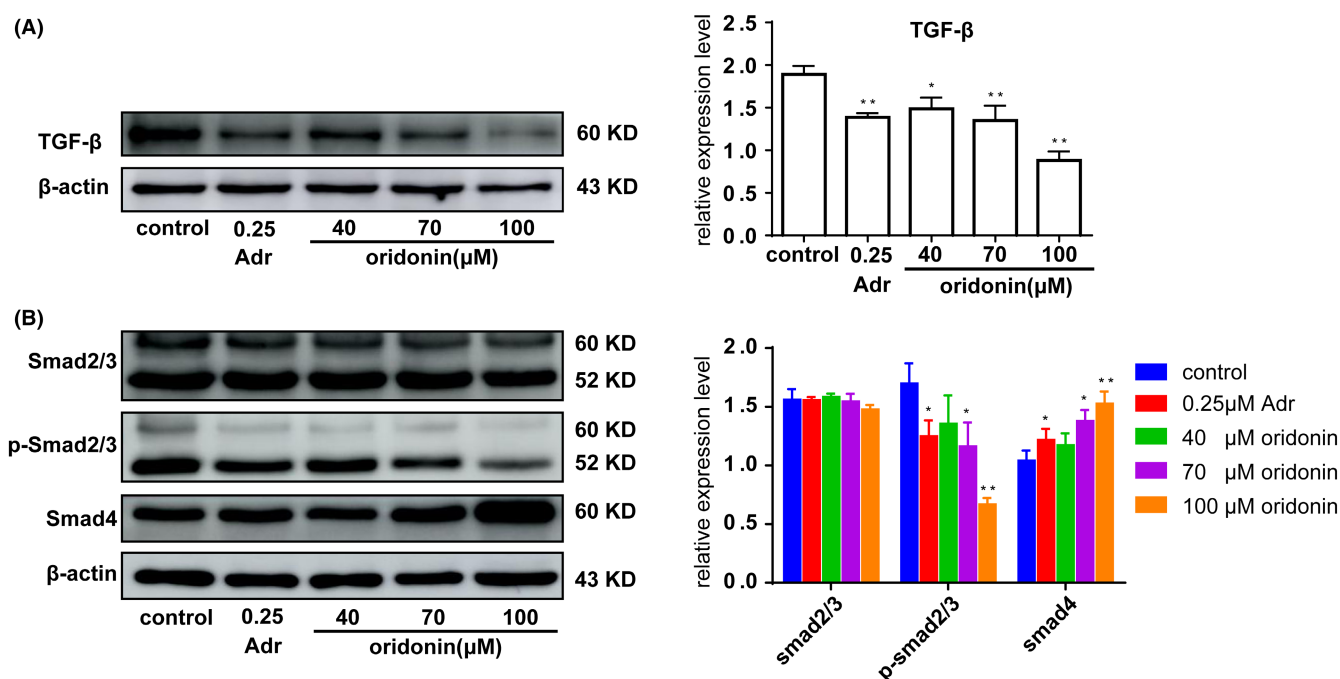 (A)
TGF-β
60 KD
β-actin
43 KD
control 0.25 40 70 100
Adr oridonin(μM)
TGF-β
relative expression level
2.5
2.0
1.5
1.0
0.5
0.0
** * ** **
control 0.25 40 70 100
Adr oridonin(μM)
(B)
Smad2/3
60 KD
52 KD
p-Smad2/3
60 KD
52 KD
Smad4
60 KD
β-actin
43 KD
control 0.25 40 70 100
Adr oridonin(μM)
relative expression level
2.0
1.5
1.0
0.5
0.0
* * ** * * **
smad2/3 p-smad2/3 smad4
control
0.25μM Adr
40 μM oridonin
70 μM oridonin
100 μM oridonin